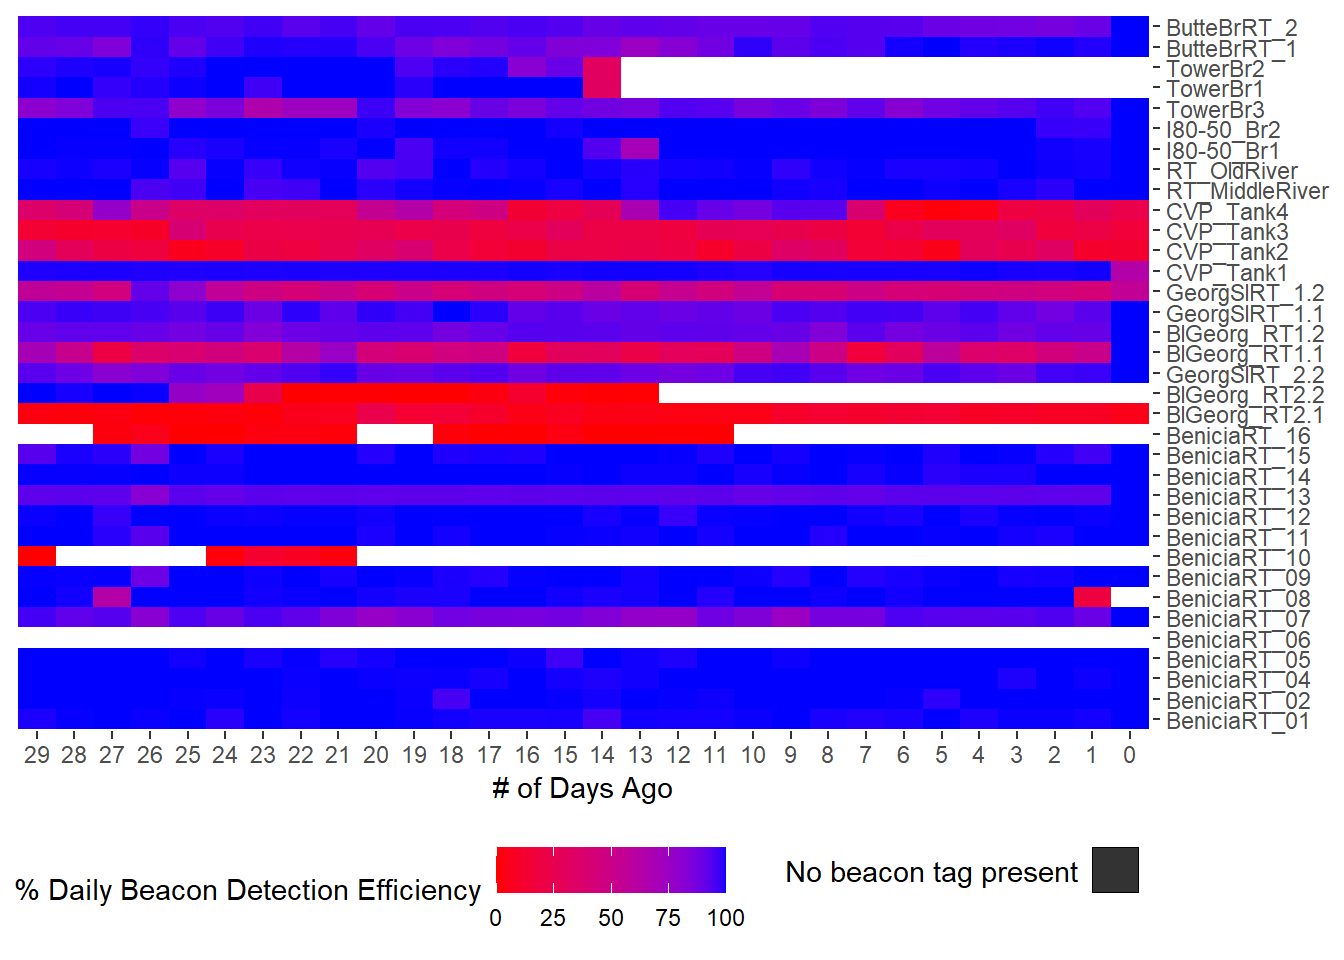 ButteBrRT_2
ButteBrRT_1
TowerBr2
TowerBr1
TowerBr3
I80-50_Br2
I80-50_Br1
RT_OldRiver
RT_MiddleRiver
CVP_Tank4
CVP_Tank3
CVP_Tank2
CVP_Tank1
GeorgSlRT_1.2
GeorgSlRT_1.1
BlGeorg_RT1.2
BlGeorg_RT1.1
GeorgSlRT_2.2
BlGeorg_RT2.2
BlGeorg_RT2.1
BeniciaRT_16
BeniciaRT_15
BeniciaRT_14
BeniciaRT_13
BeniciaRT_12
BeniciaRT_11
BeniciaRT_10
BeniciaRT_09
BeniciaRT_08
BeniciaRT_07
BeniciaRT_06
BeniciaRT_05
BeniciaRT_04
BeniciaRT_02
BeniciaRT_01
29 28 27 26 25 24 23 22 21 20 19 18 17 16 15 14 13 12 11 10 9 8 7 6 5 4 3 2 1 0
# of Days Ago
% Daily Beacon Detection Efficiency
0 25 50 75 100
No beacon tag present